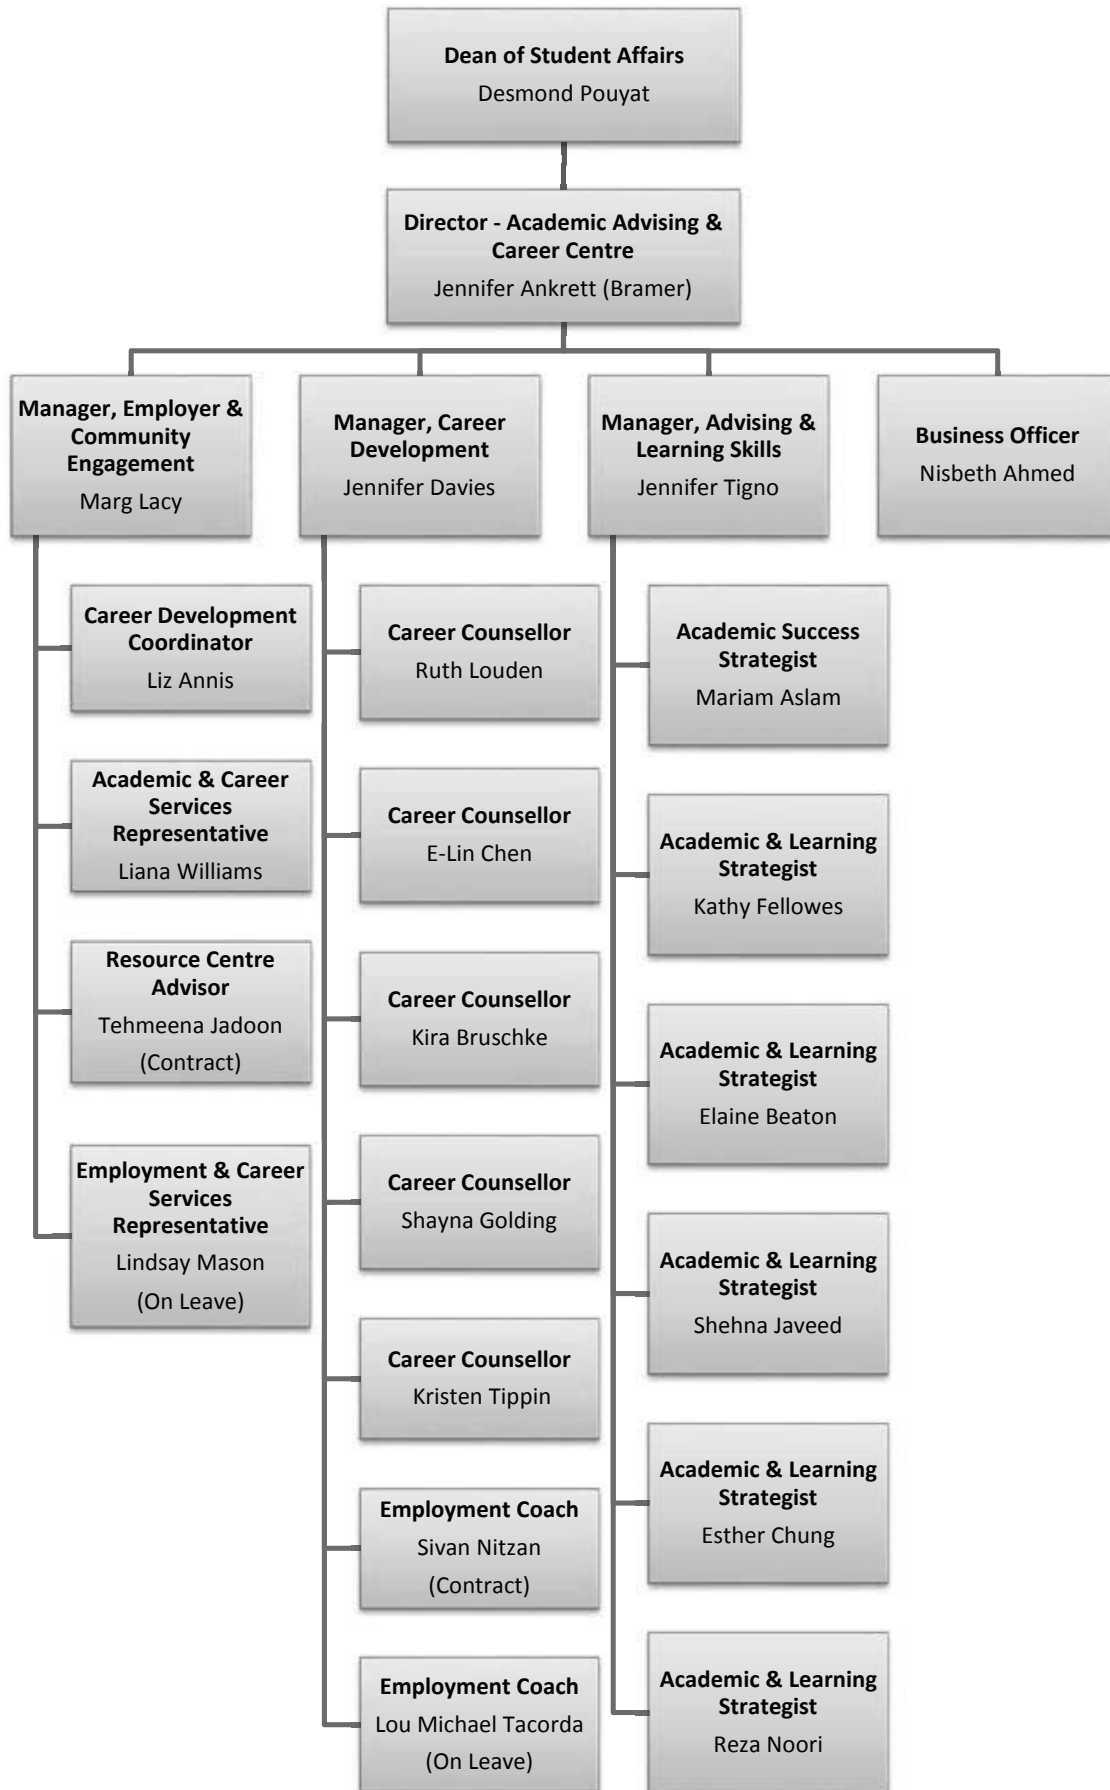 Dean of Student Affairs
Desmond Pouyat
Director - Academic Advising &
Career Centre
Jennifer Ankrett (Bramer)
Manager, Employer &
Community
Engagement
Marg Lacy
Career Development
Coordinator
Liz Annis
Academic & Career
Services
Representative
Liana Williams
Resource Centre
Advisor
Tehmeena Jadoon
(Contract)
Employment & Career
Services
Representative
Lindsay Mason
(On Leave)
Manager, Career
Development
Jennifer Davies
Career Counsellor
Ruth Louden
Career Counsellor
E-Lin Chen
Career Counsellor
Kira Bruschke
Career Counsellor
Shayna Golding
Career Counsellor
Kristen Tippin
Employment Coach
Sivan Nitzan
(Contract)
Employment Coach
Lou Michael Tacorda
(On Leave)
Manager, Advising &
Learning Skills
Jennifer Tigno
Academic Success
Strategist
Mariam Aslam
Academic & Learning
Strategist
Kathy Fellowes
Academic & Learning
Strategist
Elaine Beaton
Academic & Learning
Strategist
Shehna Javeed
Academic & Learning
Strategist
Esther Chung
Academic & Learning
Strategist
Reza Noori
Business Officer
Nisbeth Ahmed